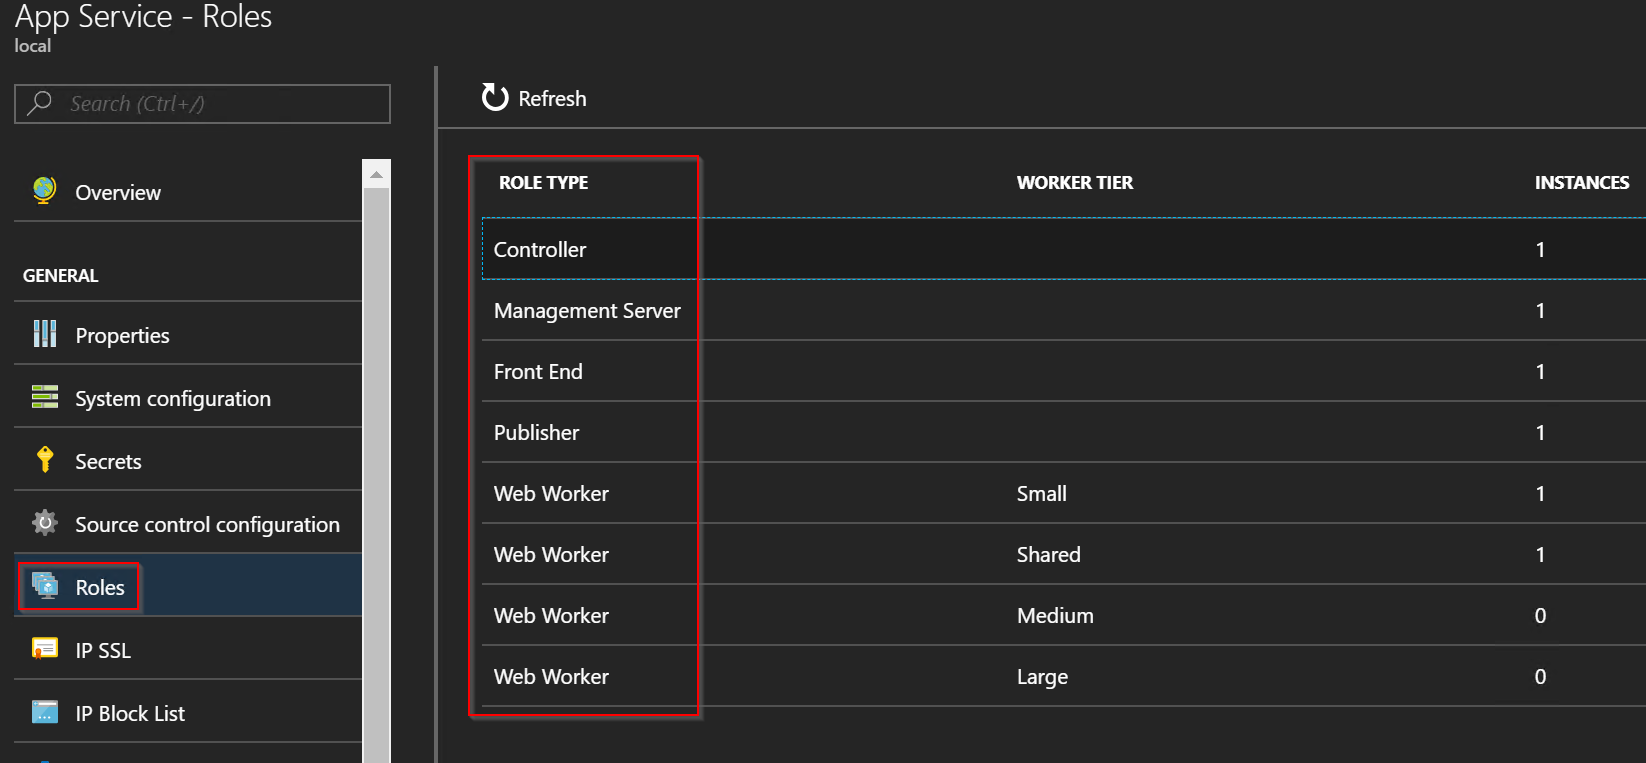 App Service - Roles
local
Search (Ctrl+/)
Overview
GENERAL
Properties
System configuration
Secrets
Source control configuration
Roles
IP SSL
IP Block List
Refresh
ROLE TYPE WORKER TIER INSTANCES
Controller 1
Management Server 1
Front End 1
Publisher 1
Web Worker Small 1
Web Worker Shared 1
Web Worker Medium 0
Web Worker Large 0